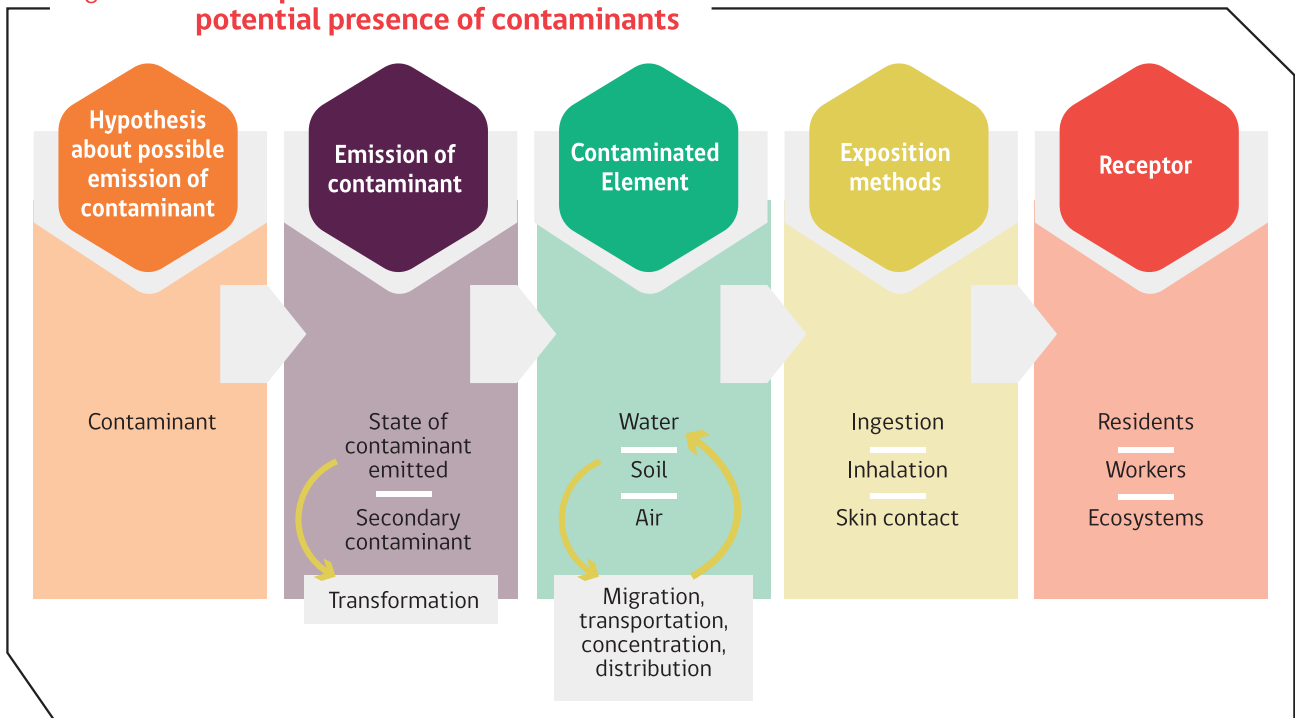 potential presence of contaminants
Hypothesis
about possible
emission of
contaminant
Emission of
contaminant
Contaminated
Element
Exposition
methods
Receptor
Contaminant
State of
contaminant
emitted
Secondary
contaminant
Transformation
Water
Soil
Air
Migration,
transportation,
concentration,
distribution
Ingestion
Inhalation
Skin contact
Residents
Workers
Ecosystems